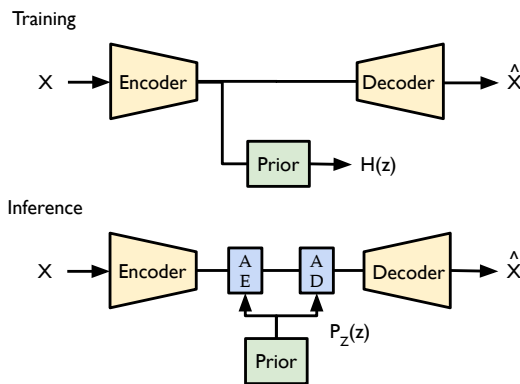 Training
X Encoder Decoder X̂
Prior H(z)
Inference
X Encoder A E A D Decoder X̂
P_Z(z)
Prior